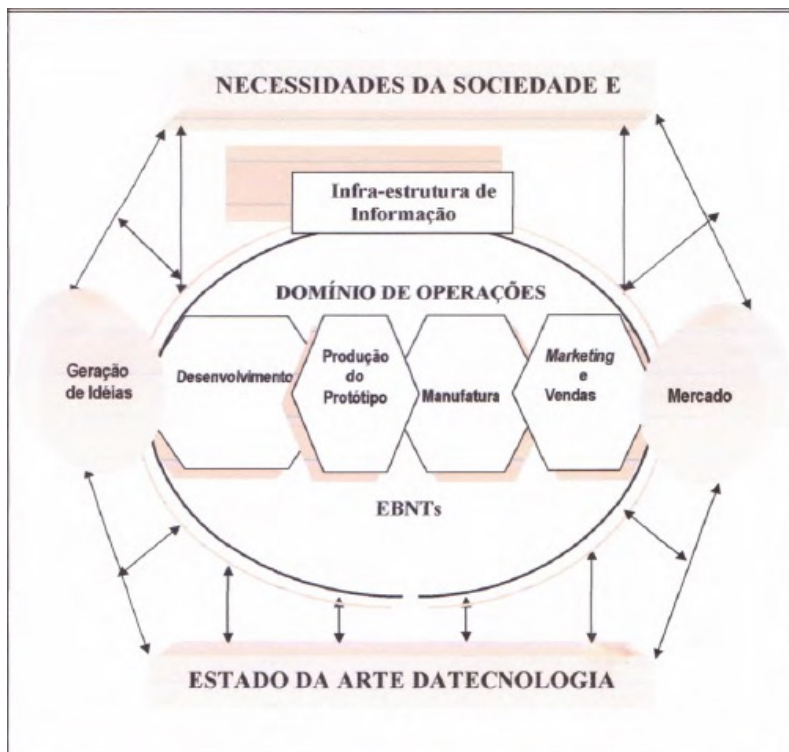 NECESSIDADES DA SOCIEDADE E
Infra-estrutura de
Informação
DOMÍNIO DE OPERAÇÕES
Geração
de Idéias
Desenvolvimento
Produção
do
Protótipo
Manufatura
Marketing
e
Vendas
Mercado
EBNTs
ESTADO DA ARTE DATECNOLOGIA